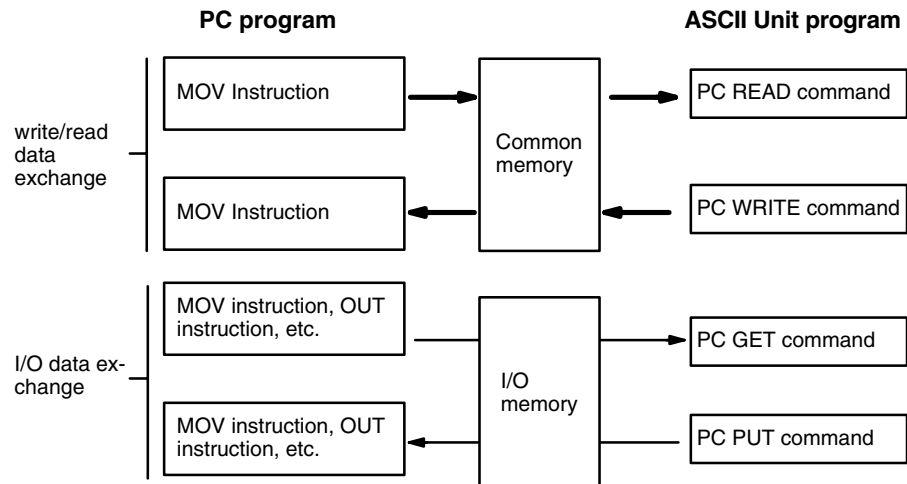 PC program
ASCII Unit program
write/read
data
exchange
MOV Instruction
MOV Instruction
Common
memory
PC READ command
PC WRITE command
I/O data ex-
change
MOV instruction, OUT
instruction, etc.
MOV instruction, OUT
instruction, etc.
I/O
memory
PC GET command
PC PUT command